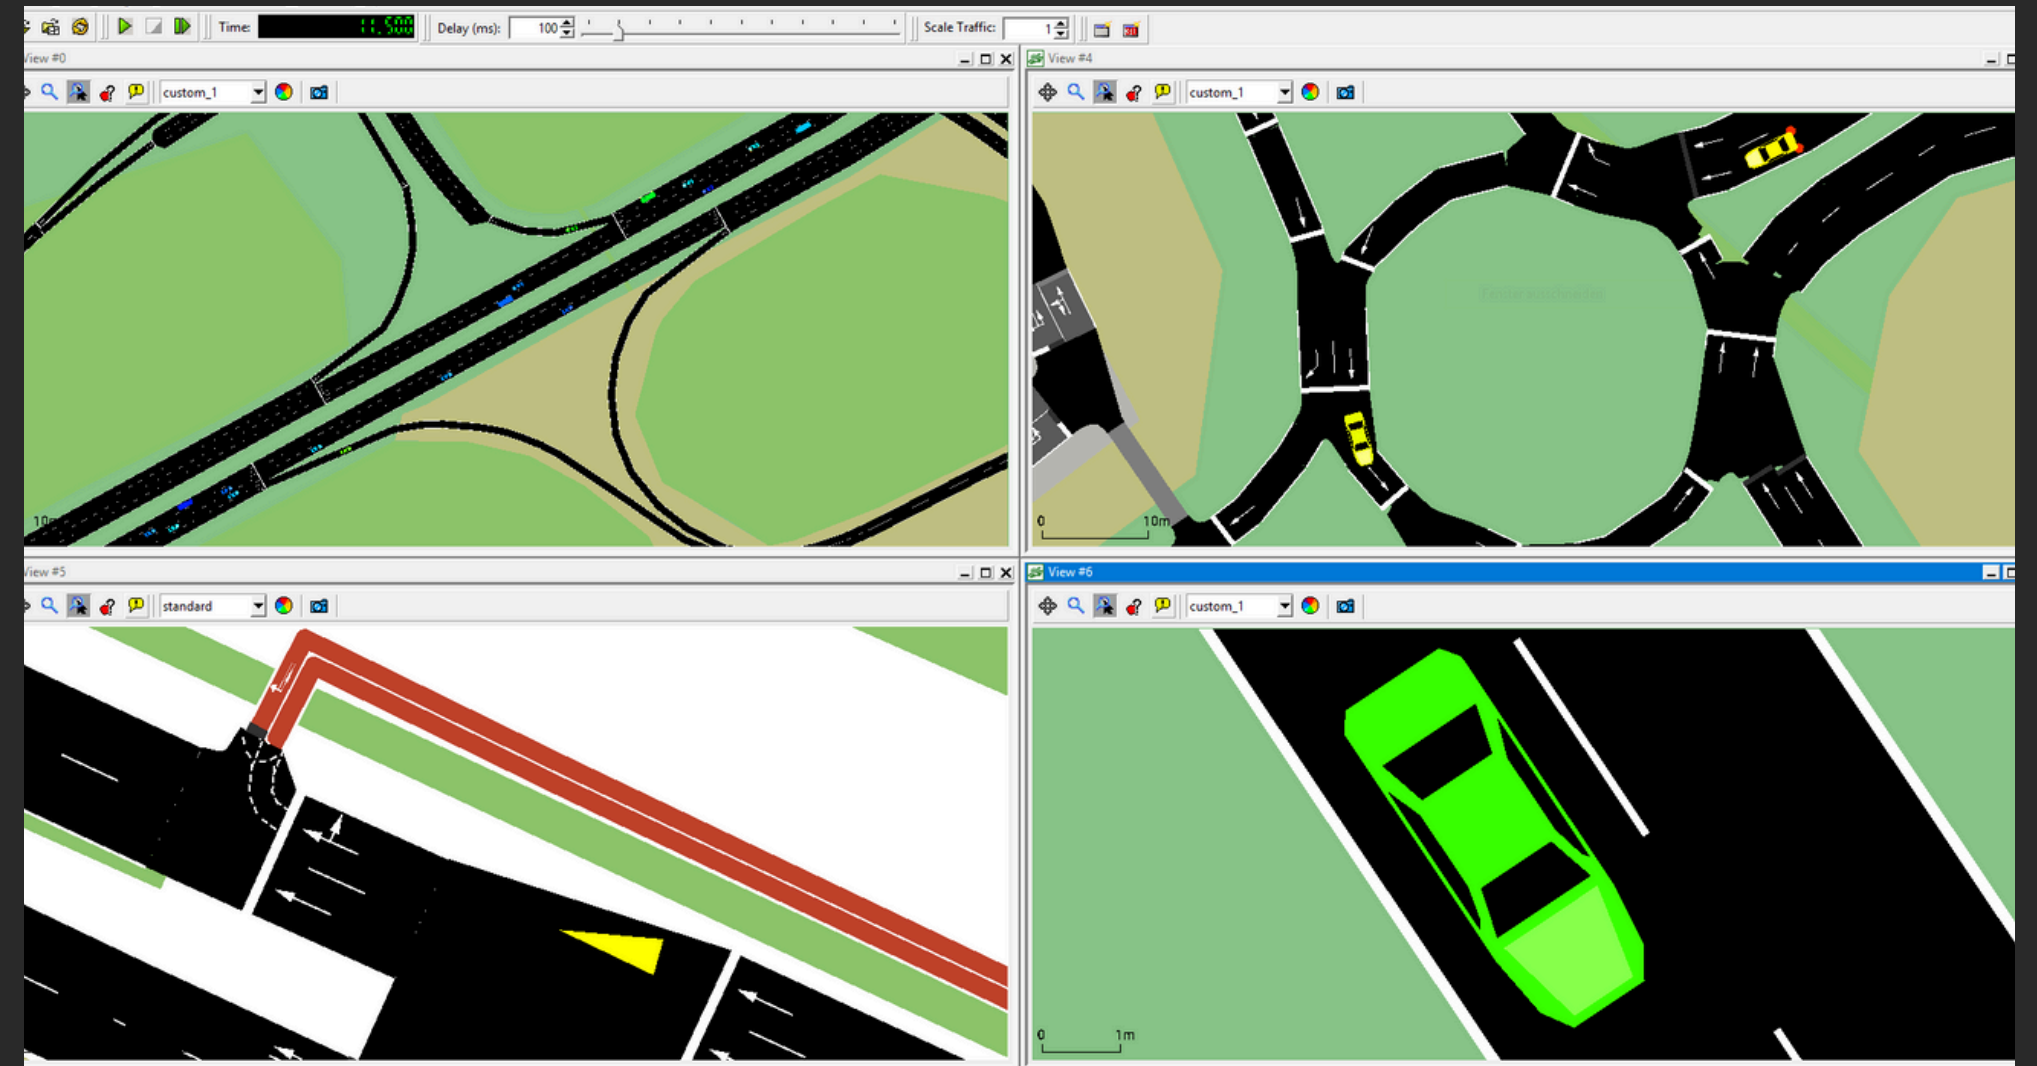 Time: 11.500 Delay (ms): 100 Scale Traffic: 1
View #0
custom_1
View #4
custom_1
0 10m
View #5
standard
View #6
custom_1
0 1m